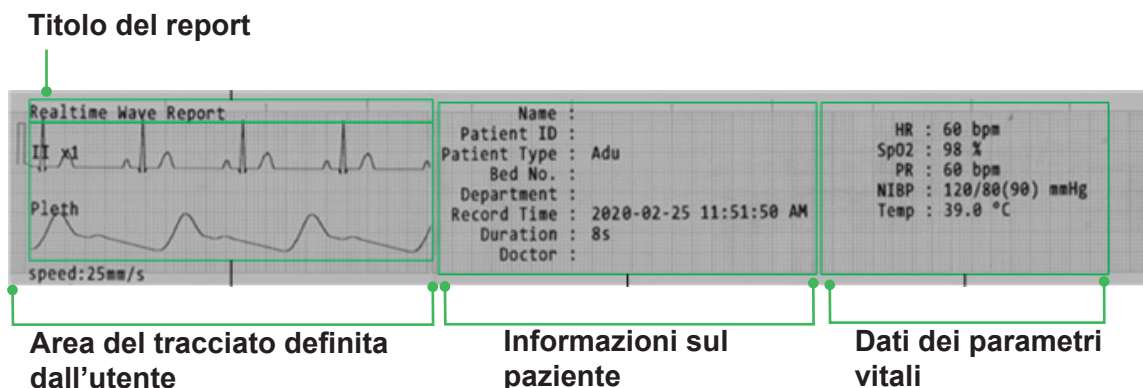 Titolo del report
Realtime Wave Report
II x1
Pleth
speed:25mm/s
Name :
Patient ID :
Patient Type : Adu
Bed No. :
Department :
Record Time : 2020-02-25 11:51:50 AM
Duration : 8s
Doctor :
HR : 60 bpm
SpO2 : 98 %
PR : 60 bpm
NIBP : 120/80(90) mmHg
Temp : 39.0 °C
Area del tracciato definita
dall'utente
Informazioni sul
paziente
Dati dei parametri
vitali